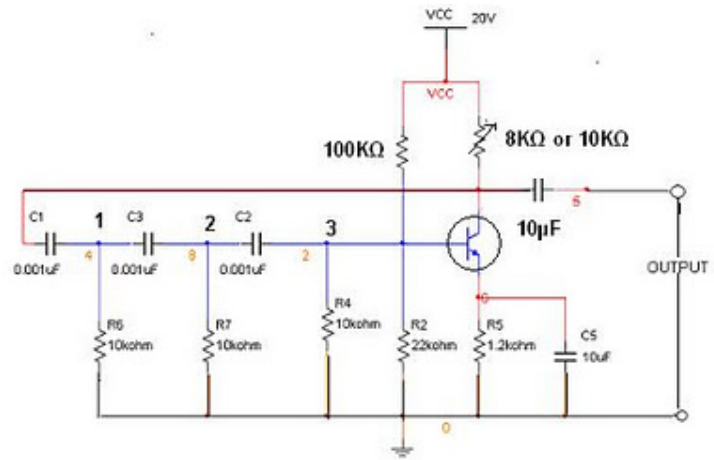 VCC
20V
VCC
100KΩ
8KΩ or 10KΩ
C1
1
C3
2
C2
3
10µF
5
4
8
2
0.001uF
0.001uF
0.001uF
OUTPUT
6
R6
10kohm
R7
10kohm
R4
10kohm
R2
22kohm
R5
1.2kohm
C5
10uF
0